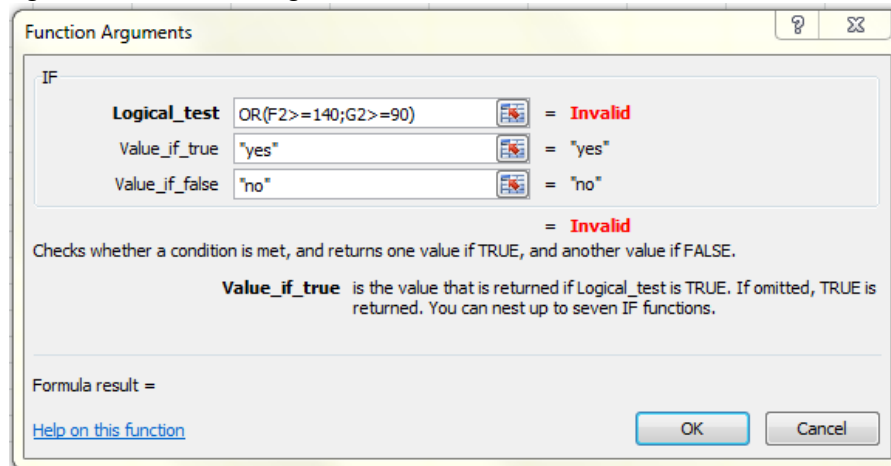 Function Arguments
IF
Logical_test OR(F2>=140;G2>=90) = Invalid
Value_if_true "yes" = "yes"
Value_if_false "no" = "no"
= Invalid
Checks whether a condition is met, and returns one value if TRUE, and another value if FALSE.
Value_if_true is the value that is returned if Logical_test is TRUE. If omitted, TRUE is
returned. You can nest up to seven IF functions.
Formula result =
Help on this function OK Cancel